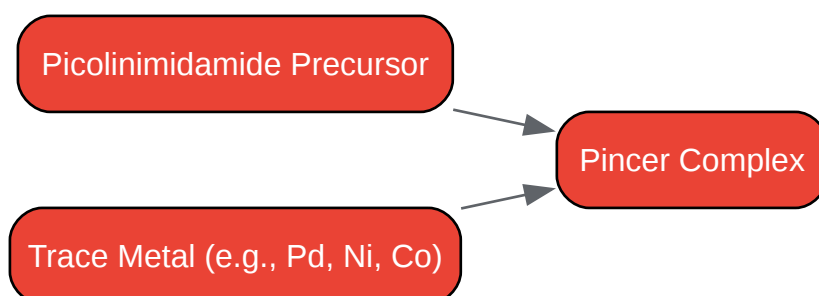 Picolinimidamide Precursor
Pincer Complex
Trace Metal (e.g., Pd, Ni, Co)